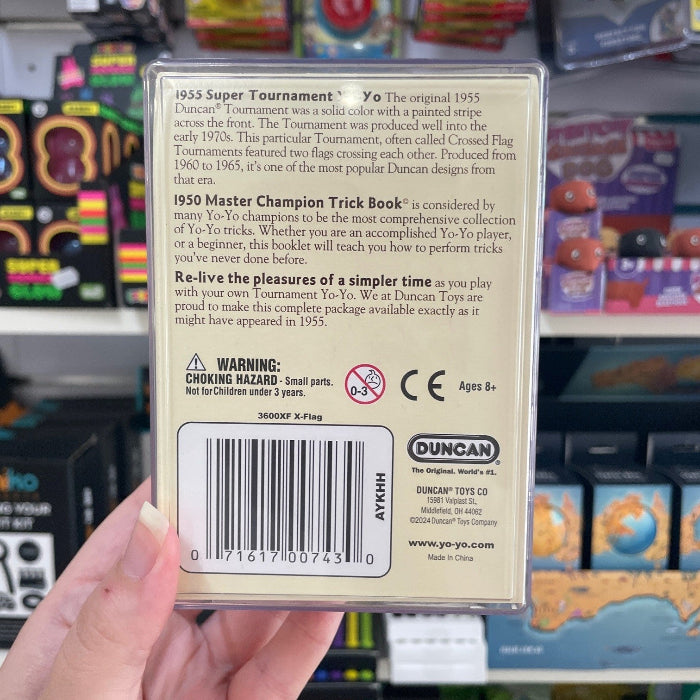 1955 Super Tournament Yo-Yo The original 1955
Duncan® Tournament was a solid color with a painted stripe
across the front. The Tournament was produced well into the
early 1970s. This particular Tournament, often called Crossed Flag
Tournaments featured two flags crossing each other. Produced from
1960 to 1965, it's one of the most popular Duncan designs from
that era.
1950 Master Champion Trick Book© is considered by
many Yo-Yo champions to be the most comprehensive collection
of Yo-Yo tricks. Whether you are an accomplished Yo-Yo player,
or a beginner, this booklet will teach you how to perform tricks
you've never done before.
Re-live the pleasures of a simpler time as you play
with your own Tournament Yo-Yo. We at Duncan Toys are
proud to make this complete package available exactly as it
might have appeared in 1955.
WARNING:
CHOKING HAZARD - Small parts.
Not for Children under 3 years.
0-3
CE
Ages 8+
3600XF X-Flag
AYKHH
0 71617 00743 0
DUNCAN®
The Original. World's #1.
DUNCAN® TOYS CO
15981 Valplast St.
Middlefield, OH 44062
©2024 Duncan® Toys Company
www.yo-yo.com
Made in China
SUPER
SUPER